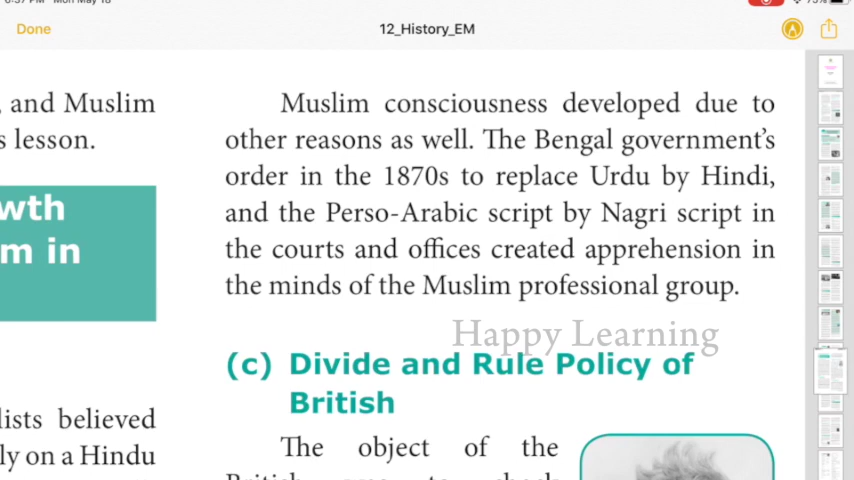 Done
12_History_EM
, and Muslim
s lesson.
wth
m in
lists believed
ly on a Hindu
Muslim consciousness developed due to
other reasons as well. The Bengal government's
order in the 1870s to replace Urdu by Hindi,
and the Perso-Arabic script by Nagri script in
the courts and offices created apprehension in
the minds of the Muslim professional group.
Happy Learning
(c) Divide and Rule Policy of
British
The object of the